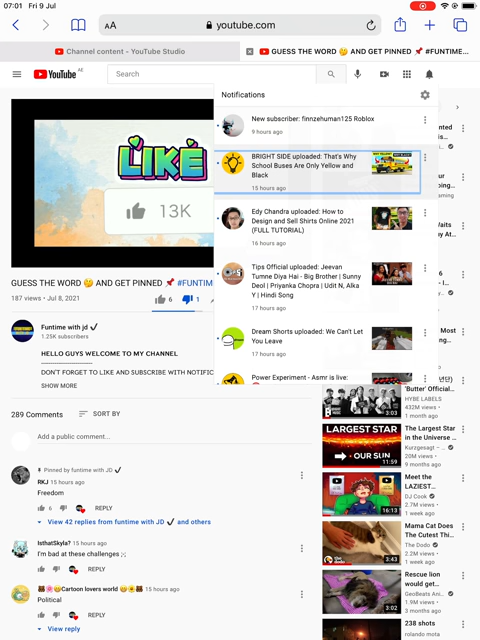 07:01 Fri 9 Jul
AA youtube.com
Channel content - YouTube Studio
GUESS THE WORD 🤔 AND GET PINNED 📌 #FUNTIME...
YouTube AE
Search
Notifications
New subscriber: finnzehuman125 Roblox
9 hours ago
BRIGHT SIDE uploaded: That's Why
School Buses Are Only Yellow and
Black
15 hours ago
Edy Chandra uploaded: How to
Design and Sell Shirts Online 2021
(FULL TUTORIAL)
16 hours ago
Tips Official uploaded: Jeevan
Tumne Diya Hai - Big Brother | Sunny
Deol | Priyanka Chopra | Udit N, Alka
Y | Hindi Song
17 hours ago
Dream Shorts uploaded: We Can't Let
You Leave
17 hours ago
Power Experiment - Asmr is live:
LIKE
13K
GUESS THE WORD 🤔 AND GET PINNED 📌 #FUNTIM
187 views • Jul 8, 2021
6 1
Funtime with jd ✔
1.25K subscribers
HELLO GUYS WELCOME TO MY CHANNEL
DON'T FORGET TO LIKE AND SUBSCRIBE WITH NOTIFIC
SHOW MORE
289 Comments SORT BY
Add a public comment...
Pinned by funtime with JD ✔
RKJ 15 hours ago
Freedom
6 REPLY
View 42 replies from funtime with JD ✔ and others
IsthatSkyla? 15 hours ago
I'm bad at these challenges ;-;
REPLY
🐻🌸🌼Cartoon lovers world 🌼☀🐻 15 hours ago
Political
REPLY
View reply
'Butter' Official...
HYBE LABELS
432M views •
1 month ago
3:03
LARGEST STAR
OUR SUN
11:59
The Largest Star
in the Universe ...
Kurzgesagt – ...
20M views •
9 months ago
16:13
Meet the
LAZIEST...
DJ Cook
2.7M views •
1 week ago
3:43
Mama Cat Does
The Cutest Thi...
The Dodo
2.2M views •
1 week ago
3:02
Rescue lion
would get...
GeoBeats Ani...
1.9M views •
3 months ago
238 shots
rolando mota